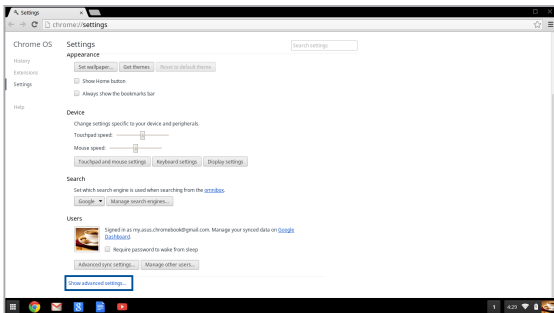 Settings
chrome://settings
Chrome OS
Settings
Search settings
History
Extensions
Settings
Help
Appearance
Set wallpaper...
Get themes
Reset to default theme
Show Home button
Always show the bookmarks bar
Device
Change settings specific to your device and peripherals.
Touchpad speed:
Mouse speed:
Touchpad and mouse settings
Keyboard settings
Display settings
Search
Set which search engine is used when searching from the omnibox.
Google
Manage search engines...
Users
Signed in as my.asus.chromebook@gmail.com. Manage your synced data on Google
Dashboard.
Require password to wake from sleep
Advanced sync settings...
Manage other users...
Show advanced settings...
8
1
4:29